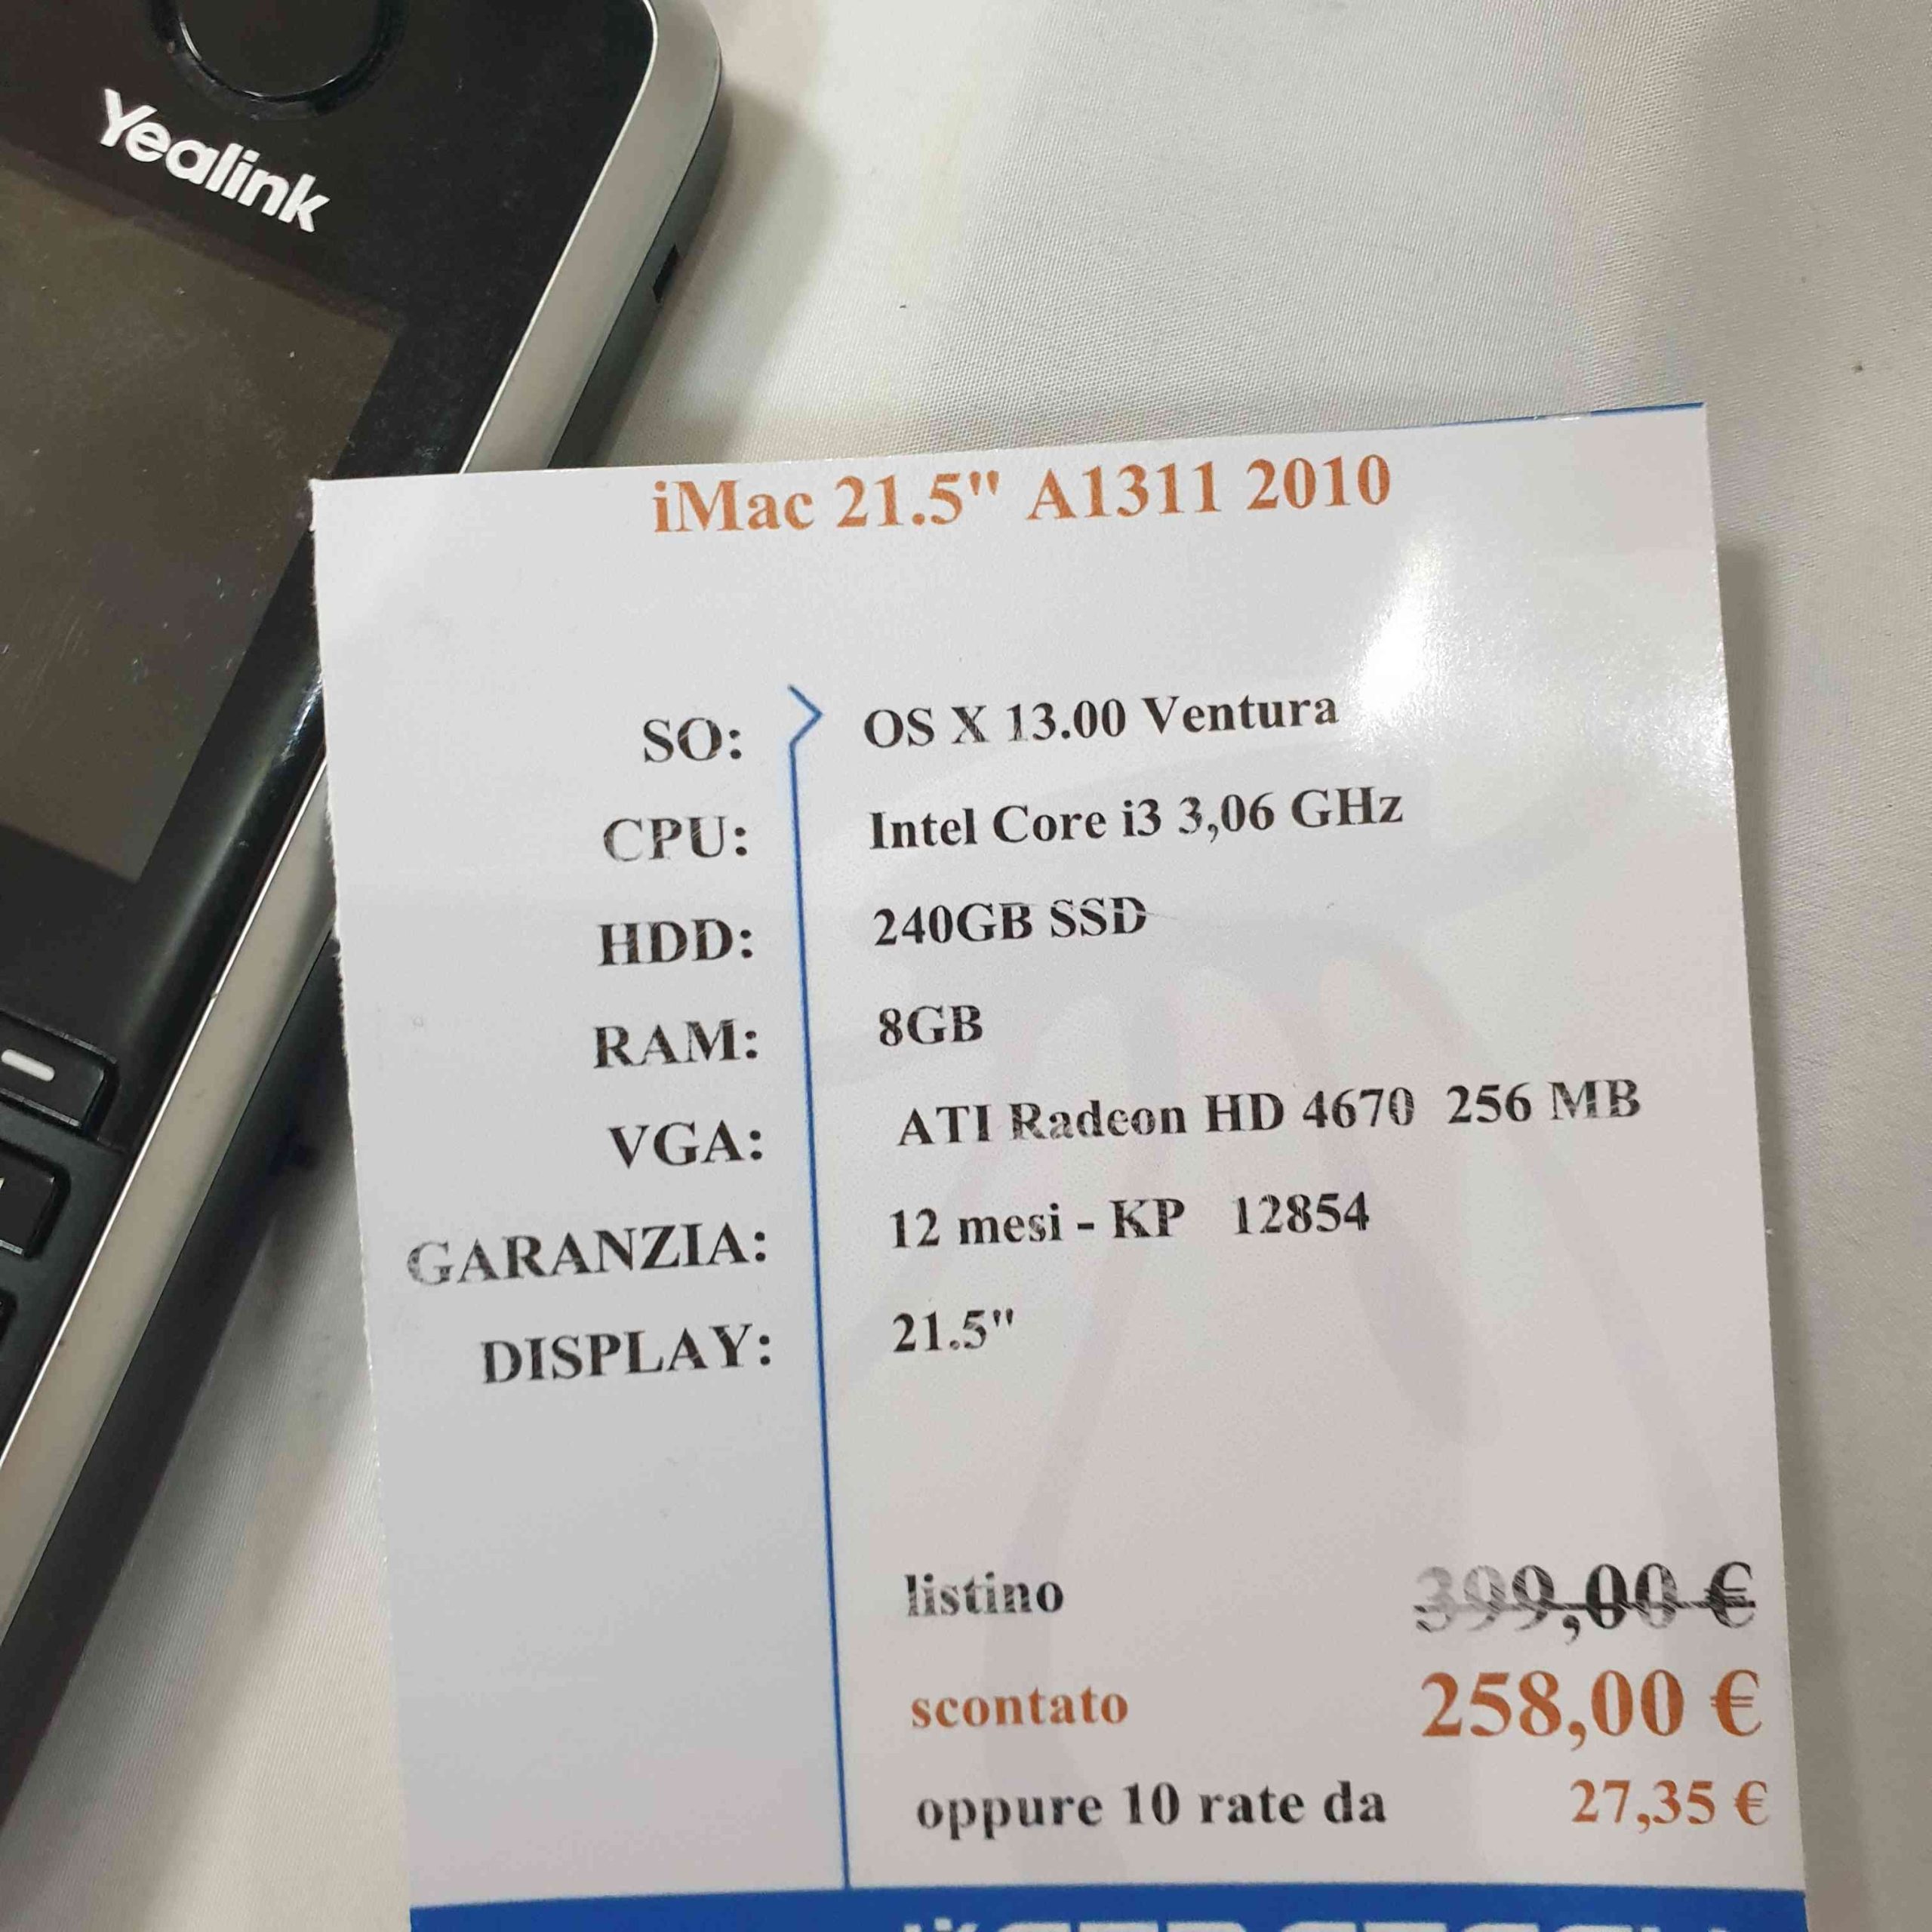 Yealink
iMac 21.5" A1311 2010
SO: OS X 13.00 Ventura
CPU: Intel Core i3 3,06 GHz
HDD: 240GB SSD
RAM: 8GB
VGA: ATI Radeon HD 4670 256 MB
GARANZIA: 12 mesi - KP 12854
DISPLAY: 21.5"
listino 399,00 €
scontato 258,00 €
oppure 10 rate da 27,35 €